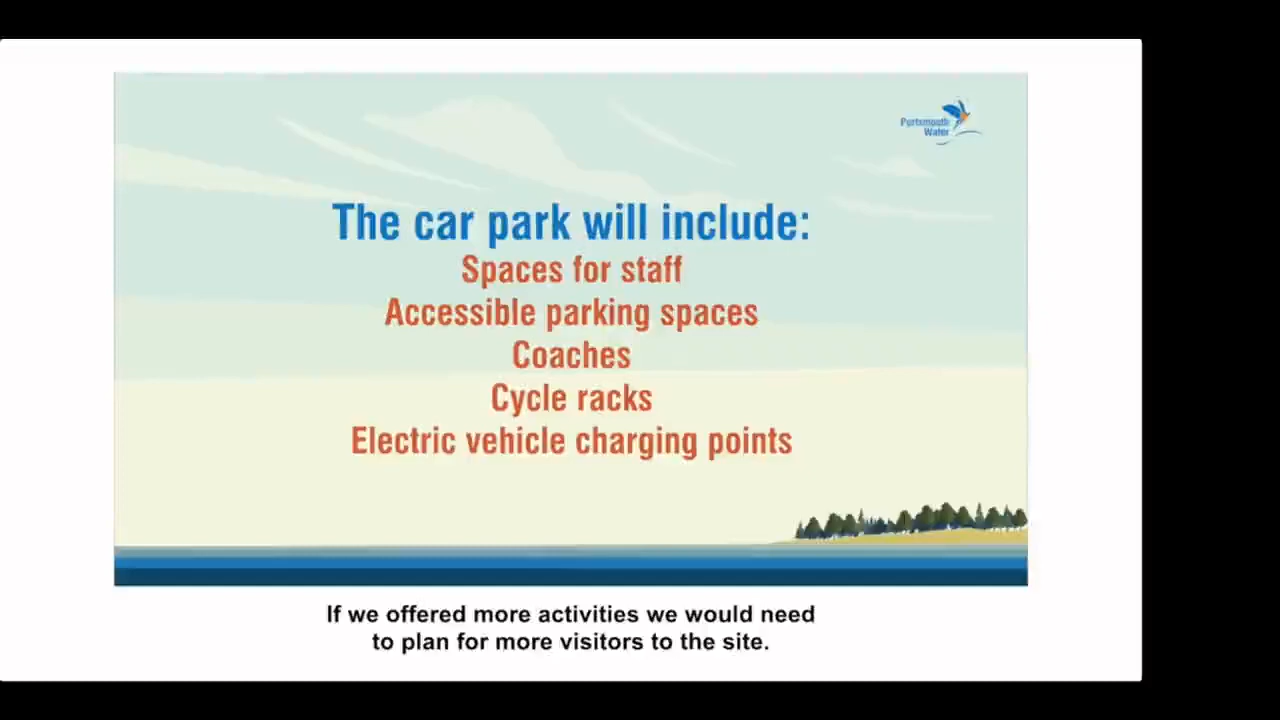 Portsmouth
Water
The car park will include:
Spaces for staff
Accessible parking spaces
Coaches
Cycle racks
Electric vehicle charging points
If we offered more activities we would need
to plan for more visitors to the site.